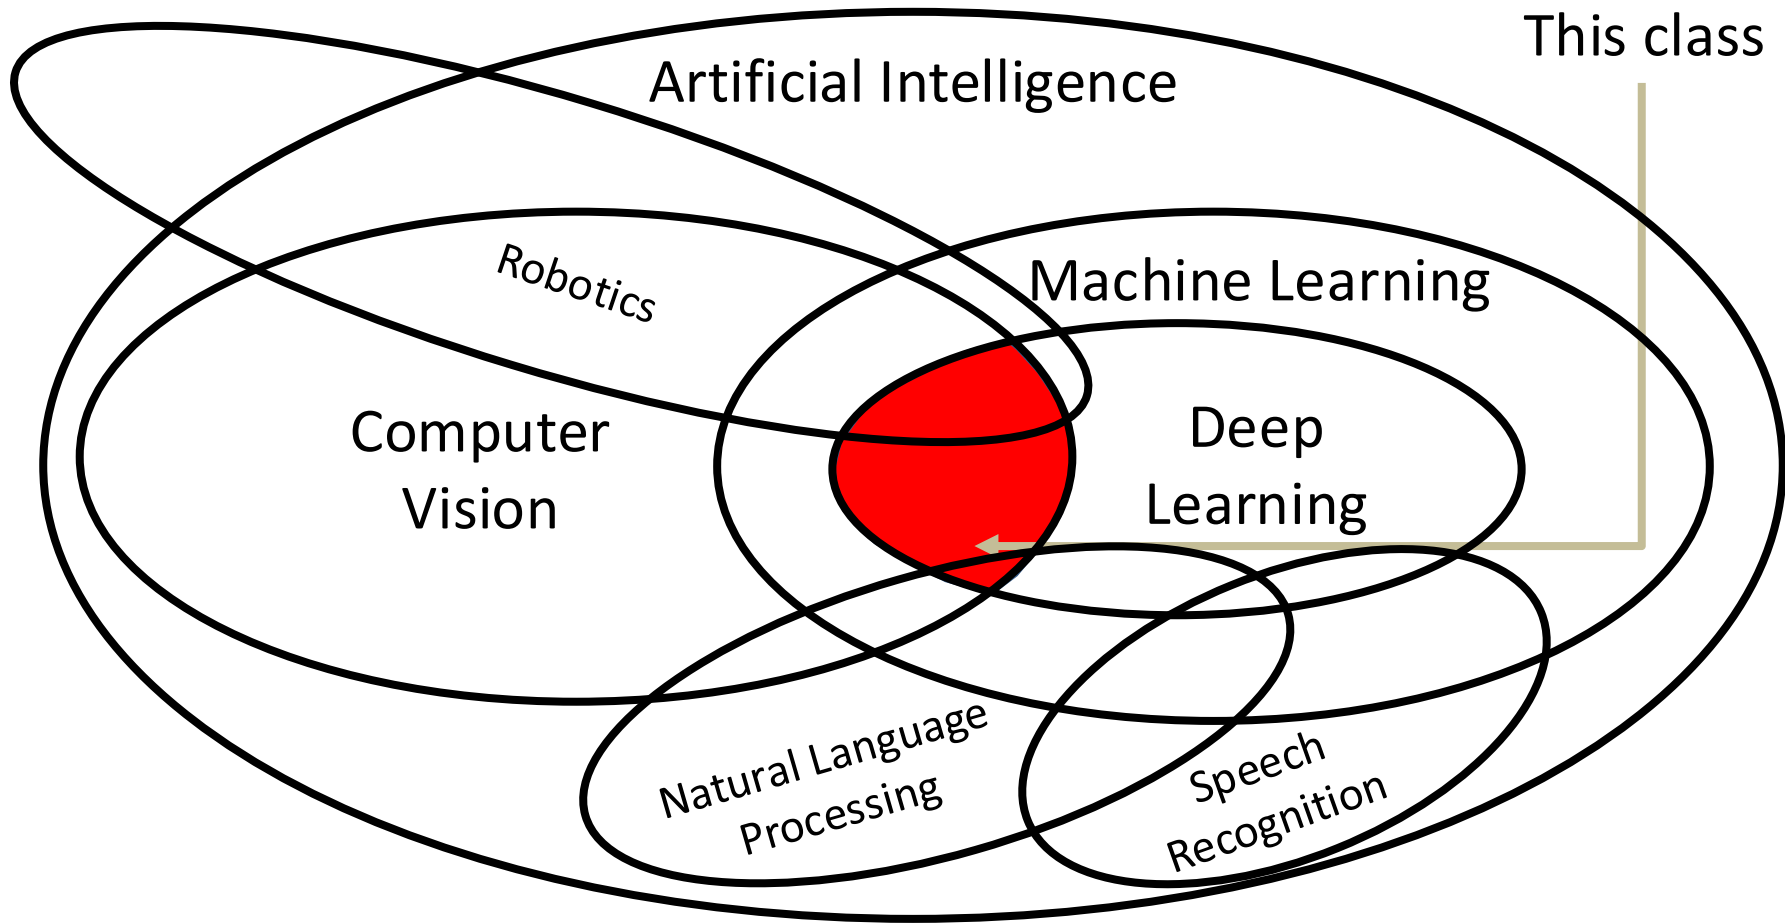 This class
Artificial Intelligence
Robotics
Machine Learning
Computer
Vision
Deep
Learning
Natural Language
Processing
Speech
Recognition